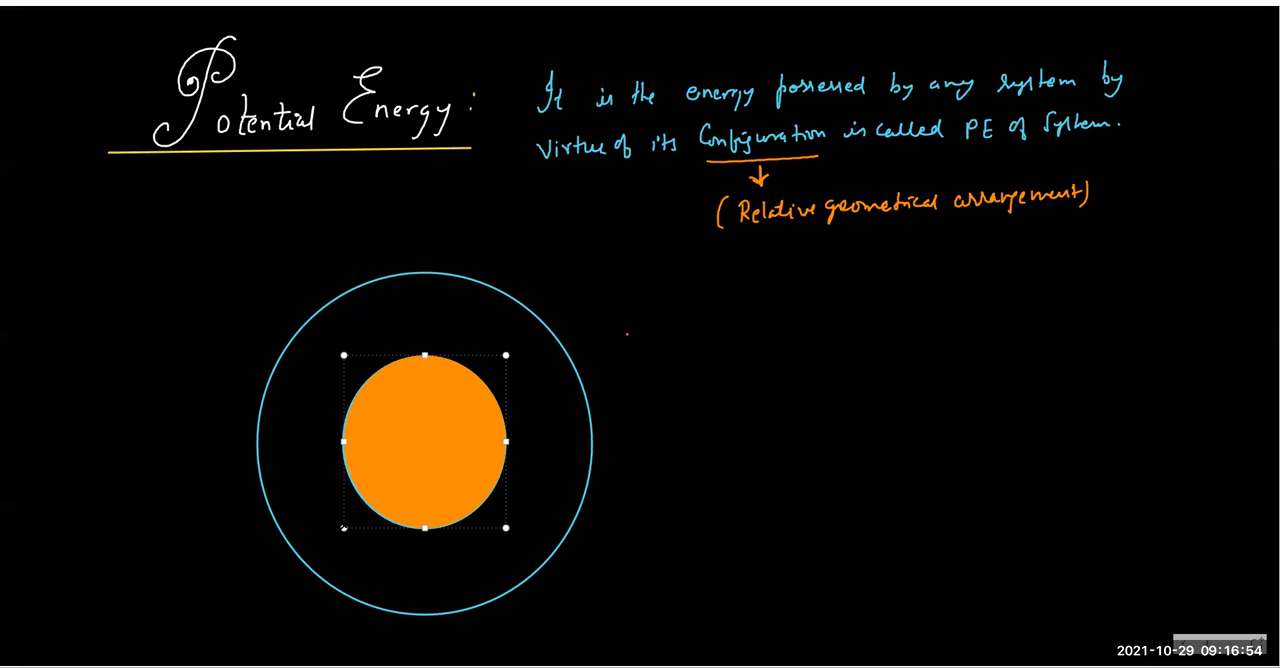 Potential Energy:
It is the energy possessed by any system by
virtue of its Configuration is called PE of System.
(Relative geometrical arrangement)
2021-10-29 09:16:54